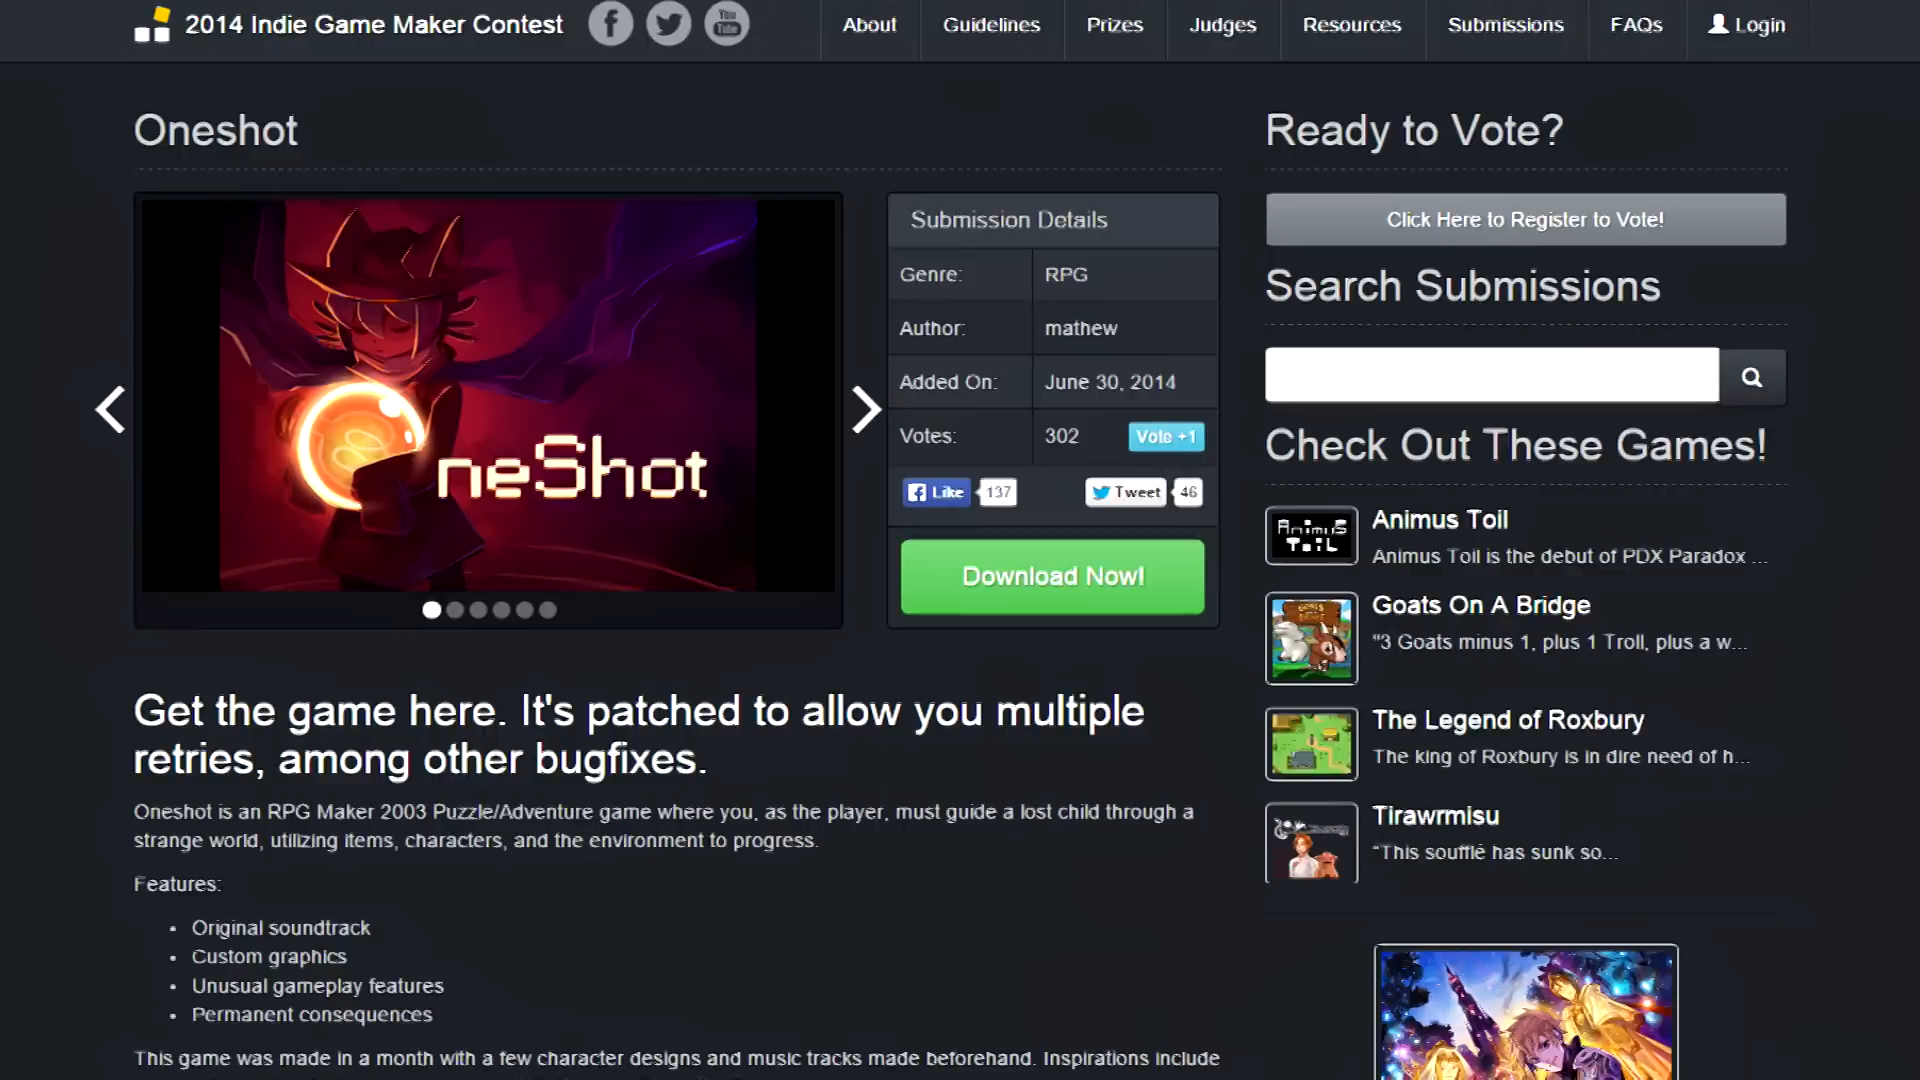 2014 Indie Game Maker Contest
You
Tube
About
Guidelines
Prizes
Judges
Resources
Submissions
FAQs
Login
Oneshot
neShot
Submission Details
Genre: RPG
Author: mathew
Added On: June 30, 2014
Votes: 302 Vote +1
Like 137 Tweet 46
Download Now!
Get the game here. It's patched to allow you multiple
retries, among other bugfixes.
Oneshot is an RPG Maker 2003 Puzzle/Adventure game where you, as the player, must guide a lost child through a
strange world, utilizing items, characters, and the environment to progress.
Features:
• Original soundtrack
• Custom graphics
• Unusual gameplay features
• Permanent consequences
This game was made in a month with a few character designs and music tracks made beforehand. Inspirations include
Ready to Vote?
Click Here to Register to Vote!
Search Submissions
Check Out These Games!
Animus
Toil
Animus Toil
Animus Toil is the debut of PDX Paradox ...
Goats On A Bridge
"3 Goats minus 1, plus 1 Troll, plus a w...
The Legend of Roxbury
The king of Roxbury is in dire need of h...
Tirawrmisu
“This soufflé has sunk so...